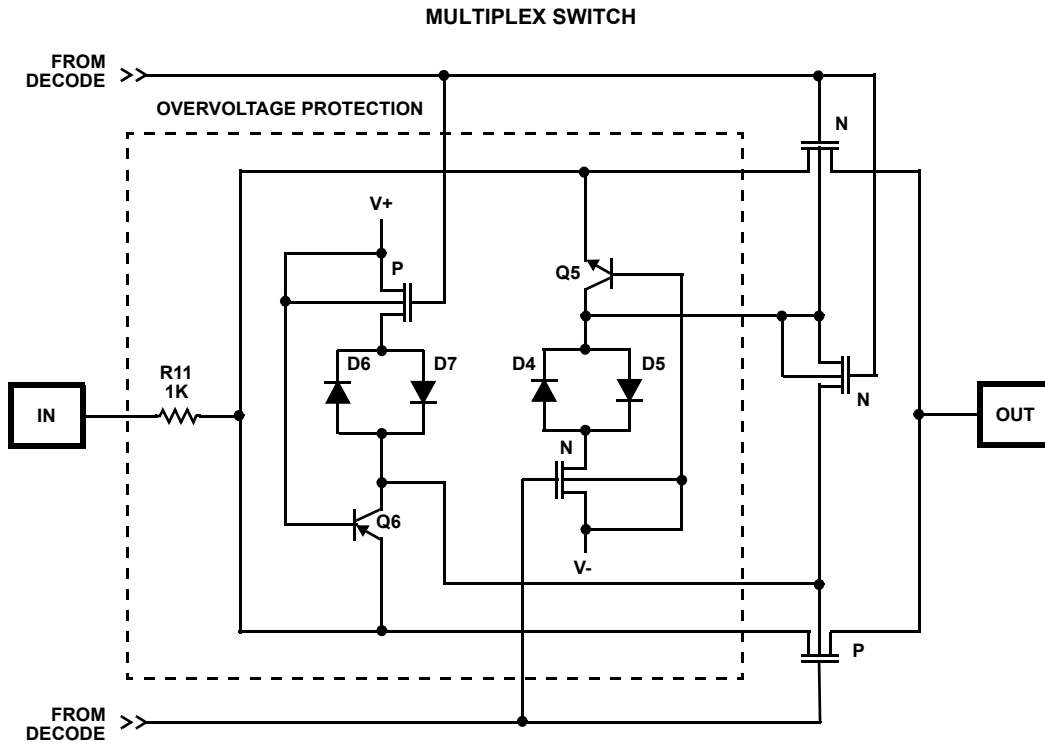 MULTIPLEX SWITCH
FROM
DECODE
OVERVOLTAGE PROTECTION
N
V+
P
Q5
D6
D7
D4
D5
R11
1K
IN
N
OUT
N
Q6
V-
P
FROM
DECODE